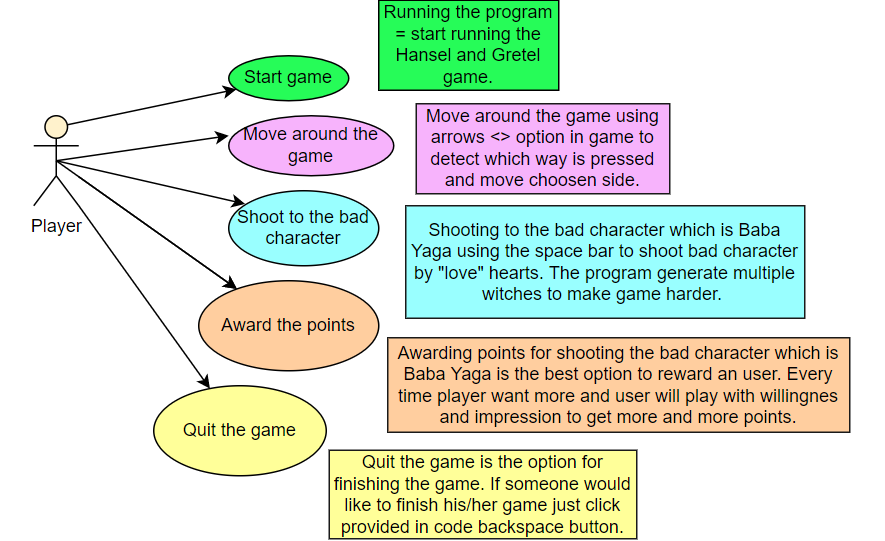 Running the program
= start running the
Hansel and Gretel
game.
Start game
Move around the game using
arrows <> option in game to
detect which way is pressed
and move choosen side.
Move around the
game
Player
Shoot to the bad
character
Shooting to the bad character which is Baba
Yaga using the space bar to shoot bad character
by "love" hearts. The program generate multiple
witches to make game harder.
Award the points
Awarding points for shooting the bad character which is
Baba Yaga is the best option to reward an user. Every
time player want more and user will play with willingnes
and impression to get more and more points.
Quit the game
Quit the game is the option for
finishing the game. If someone would
like to finish his/her game just click
provided in code backspace button.